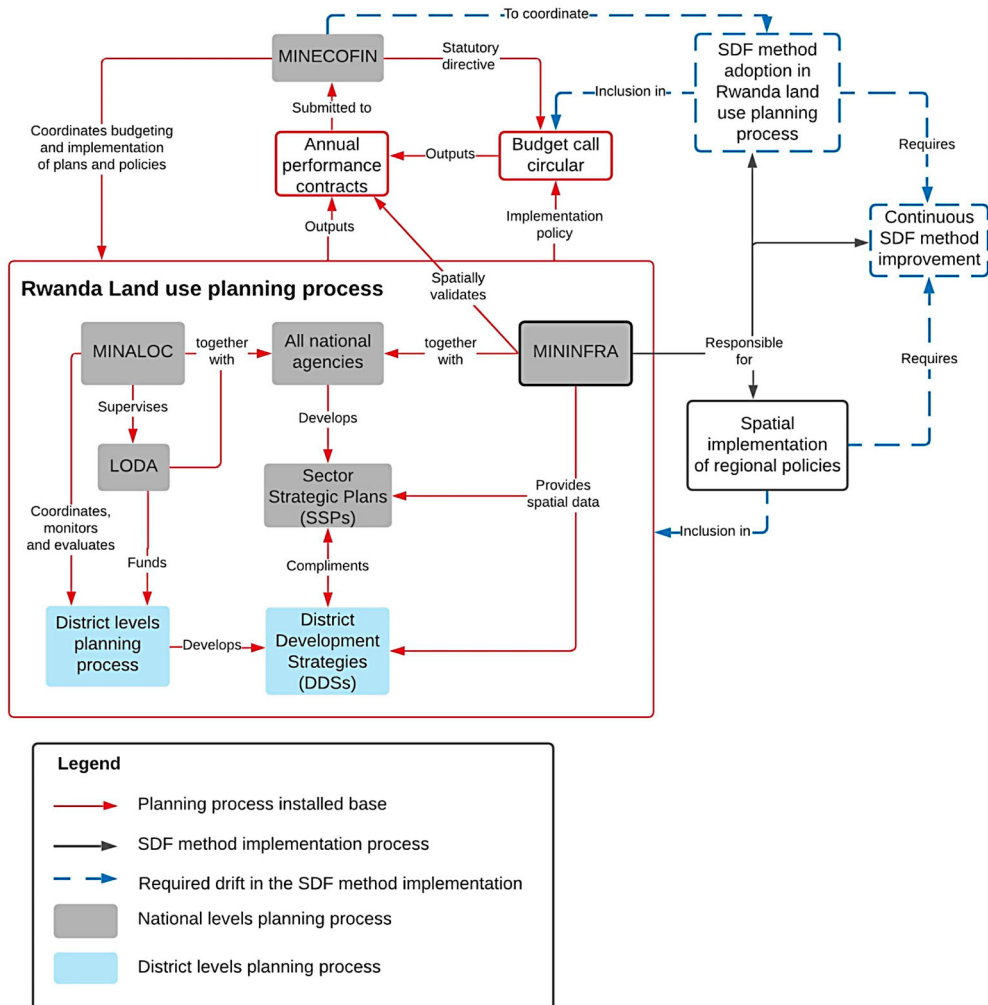 To coordinate
MINECOFIN
Statutory
directive
SDF method
adoption in
Rwanda land
use planning
process
Inclusion in
Submitted to
Coordinates budgeting
and implementation
of plans and policies
Annual
performance
contracts
Outputs
Budget call
circular
Requires
Outputs
Implementation
policy
Continuous
SDF method
improvement
Rwanda Land use planning process
Spatially
validates
MINALOC
together
with
All national
agencies
together
with
MININFRA
Responsible
for
Requires
Supervises
Develops
LODA
Sector
Strategic Plans
(SSPs)
Provides
spatial data
Spatial
implementation
of regional policies
Coordinates,
monitors
and evaluates
Funds
Compliments
Inclusion in
District levels
planning
process
Develops
District
Development
Strategies
(DDSs)
Legend
Planning process installed base
SDF method implementation process
Required drift in the SDF method implementation
National levels planning process
District levels planning process